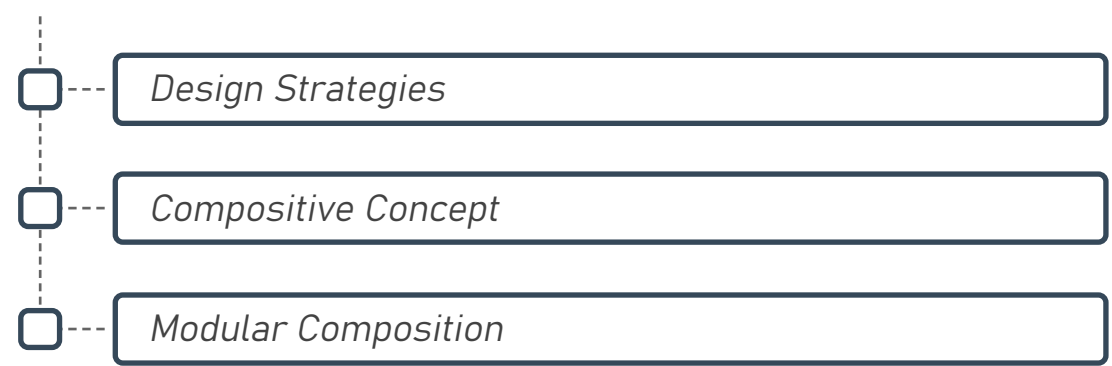 Design Strategies
Compositive Concept
Modular Composition